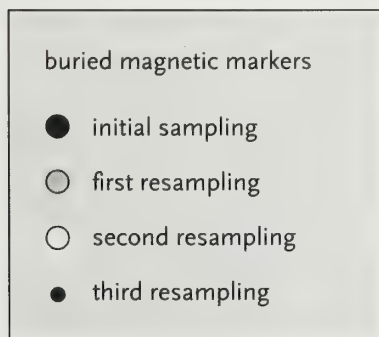 buried magnetic markers
initial sampling
first resampling
second resampling
third resampling